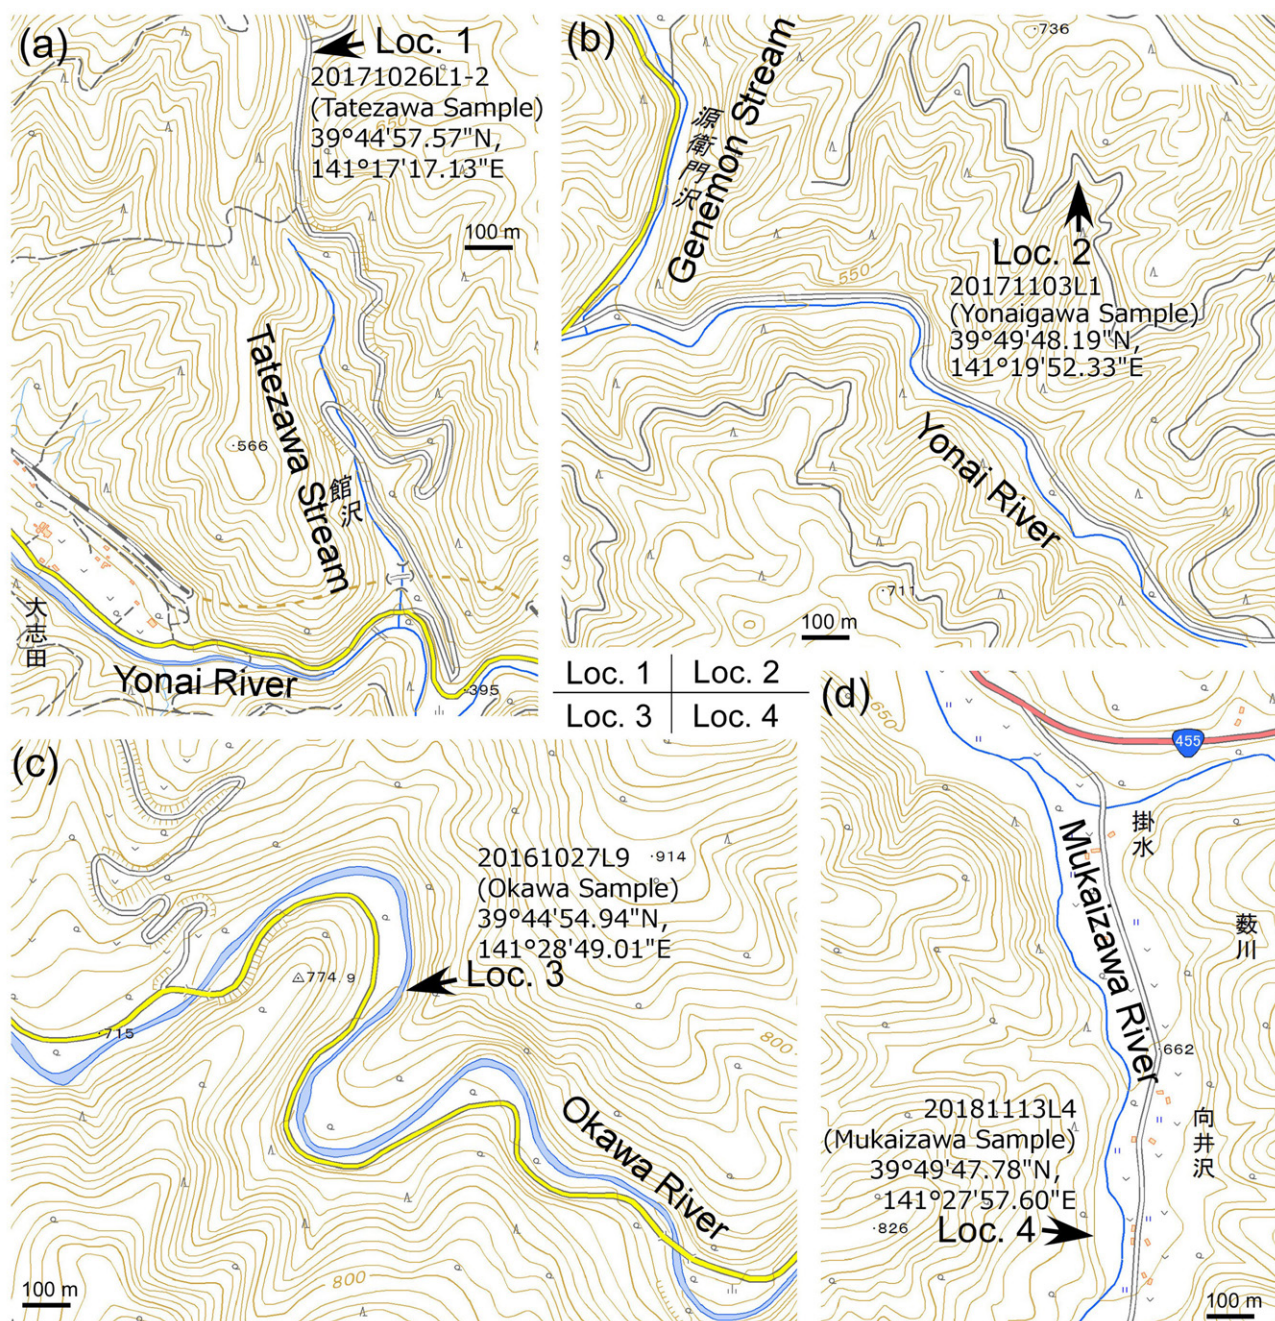 (a)
Loc. 1
20171026L1-2
(Tatezawa Sample)
39°44'57.57"N,
141°17'17.13"E
650
100 m
Tatezawa Stream
館沢
·566
大志田
Yonai River
·395
(b)
·736
Genemon Stream
源衛門沢
Loc. 2
20171103L1
(Yonaigawa Sample)
39°49'48.19"N,
141°19'52.33"E
550
Yonai River
·711
100 m
Loc. 1
Loc. 2
Loc. 3
Loc. 4
(c)
20161027L9
·914
(Okawa Sample)
39°44'54.94"N,
141°28'49.01"E
Loc. 3
774.9
·715
800
Okawa River
800
100 m
(d)
650
455
掛水
Mukaizawa River
薮川
·662
20181113L4
(Mukaizawa Sample)
39°49'47.78"N,
141°27'57.60"E
向井沢
·826
Loc. 4
100 m